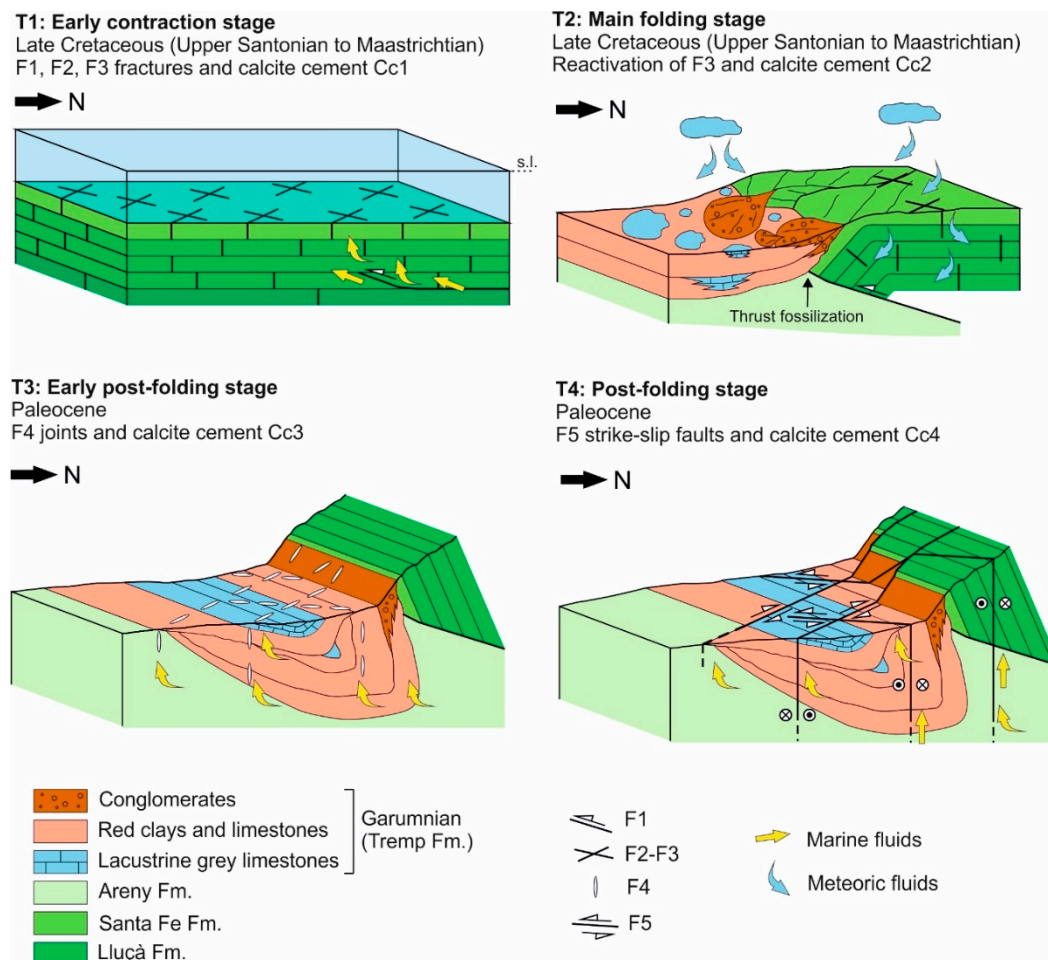 T1: Early contraction stage
Late Cretaceous (Upper Santonian to Maastrichtian)
F1, F2, F3 fractures and calcite cement Cc1
N
s.l.
T2: Main folding stage
Late Cretaceous (Upper Santonian to Maastrichtian)
Reactivation of F3 and calcite cement Cc2
N
Thrust fossilization
T3: Early post-folding stage
Paleocene
F4 joints and calcite cement Cc3
N
T4: Post-folding stage
Paleocene
F5 strike-slip faults and calcite cement Cc4
N
Conglomerates
Red clays and limestones
Lacustrine grey limestones
Garumnian
(Tremp Fm.)
Areny Fm.
Santa Fe Fm.
Lluçà Fm.
F1
F2-F3
F4
F5
Marine fluids
Meteoric fluids